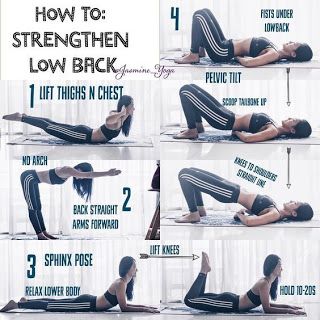 HOW TO:
STRENGTHEN
LOW BACK
Jasmine_Yoga
1 LIFT THIGHS N CHEST
NO ARCH
2
BACK STRAIGHT
ARMS FORWARD
3 SPHINX POSE
RELAX LOWER BODY
LIFT KNEES
HOLD 10-20S
4
FISTS UNDER
LOWBACK
PELVIC TILT
SCOOP TAILBONE UP
KNEES TO SHOULDERS
STRAIGHT LINE